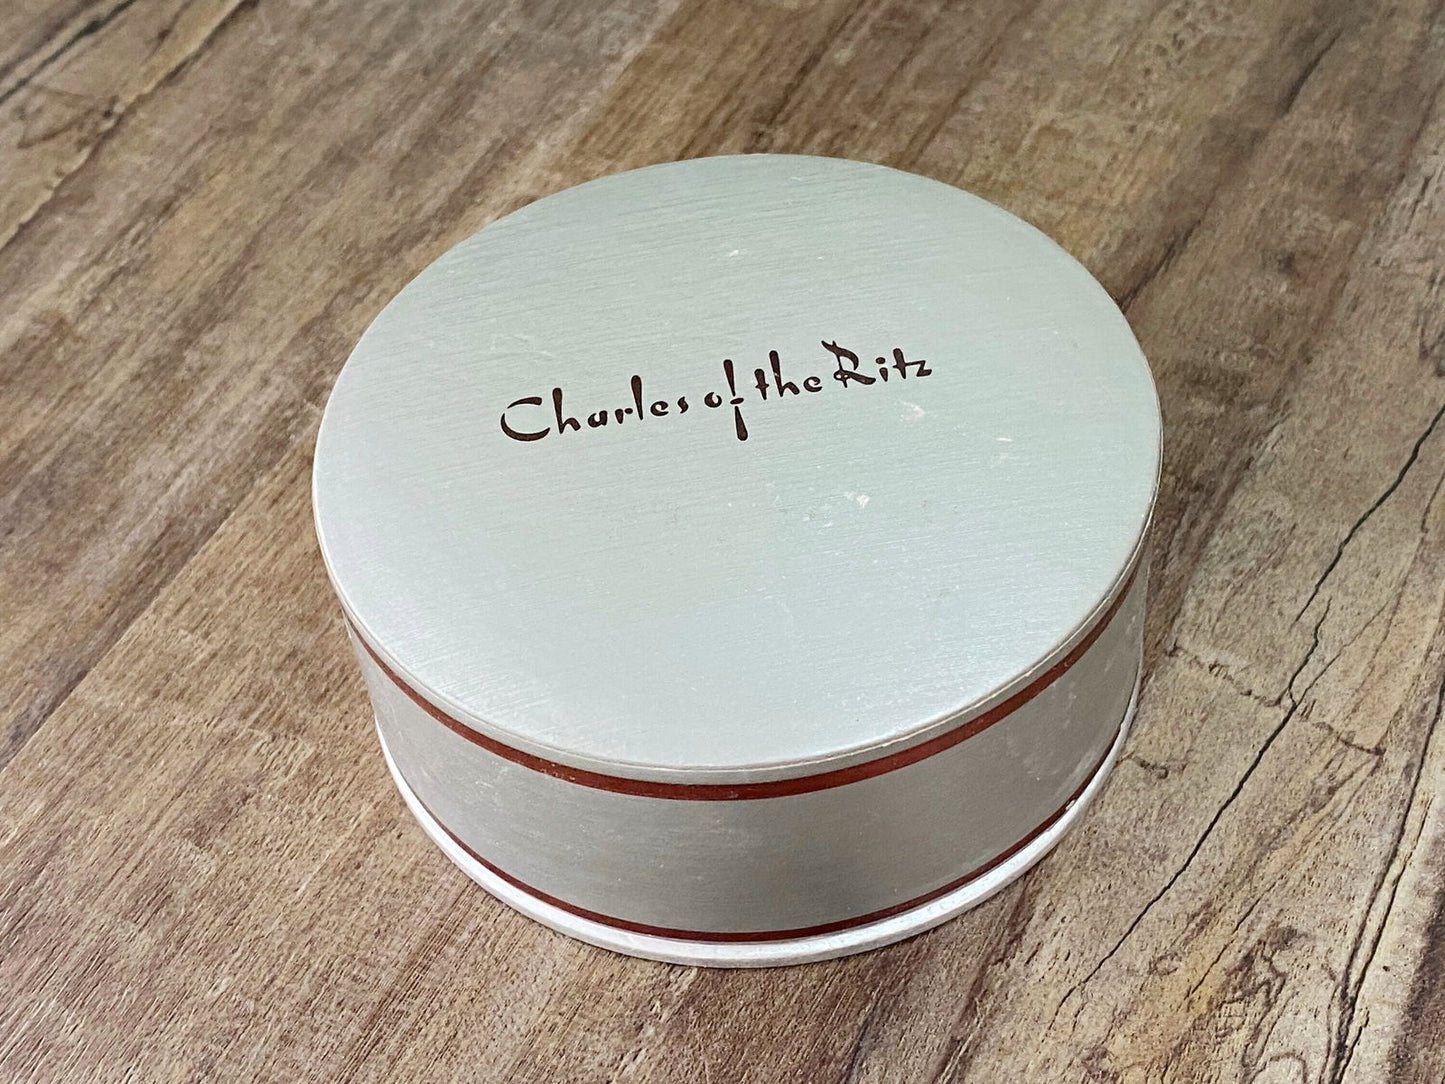 Charles of the Ritz